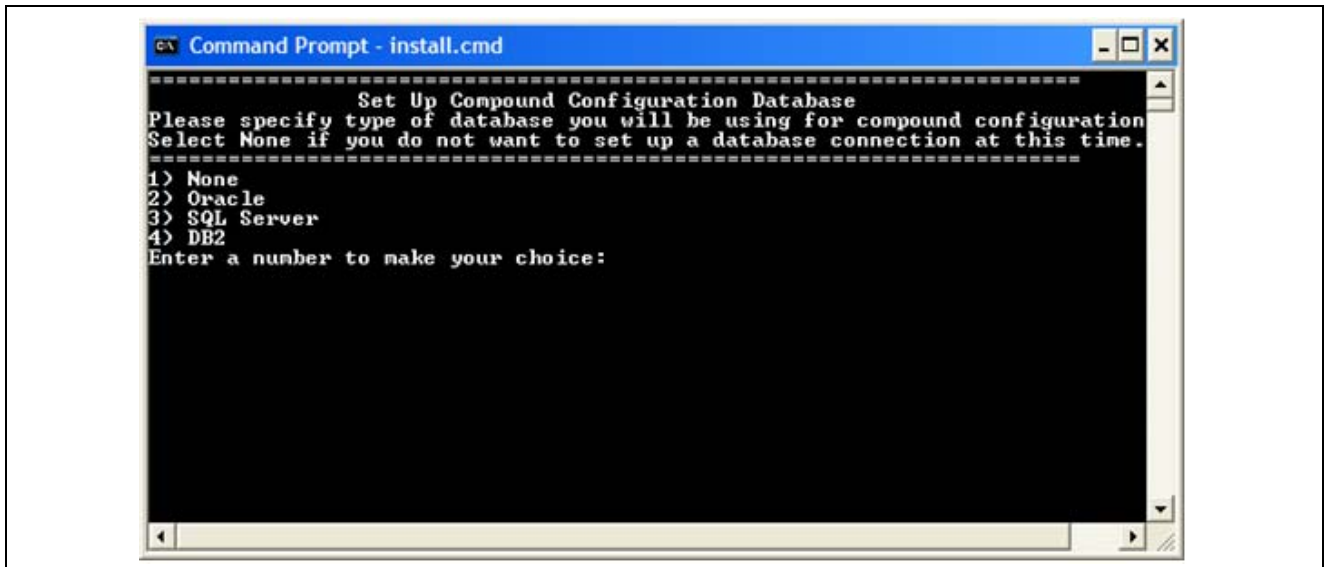 Command Prompt - install.cmd
=======================================================================
Set Up Compound Configuration Database
Please specify type of database you will be using for compound configuration
Select None if you do not want to set up a database connection at this time.
=======================================================================
1) None
2) Oracle
3) SQL Server
4) DB2
Enter a number to make your choice: